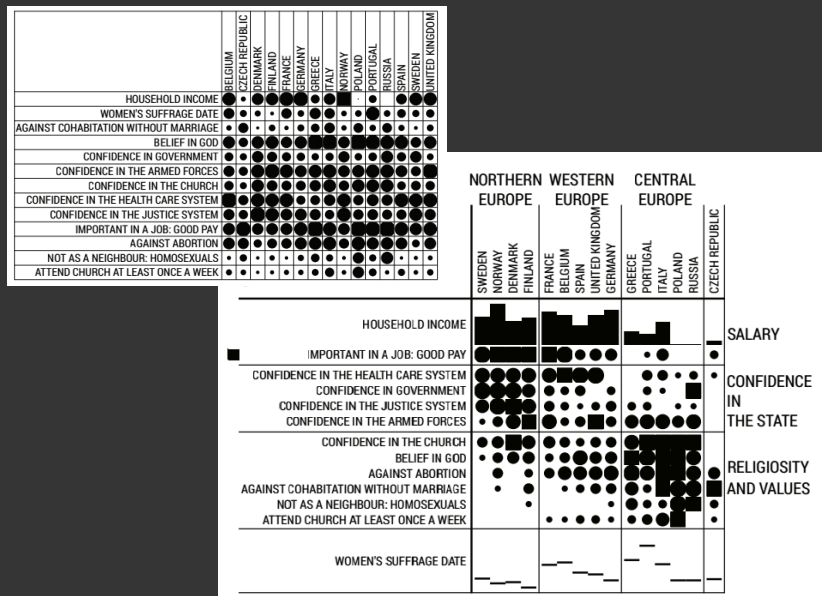 BELGIUM
CZECH REPUBLIC
DENMARK
FINLAND
FRANCE
GERMANY
GREECE
ITALY
NORWAY
POLAND
PORTUGAL
RUSSIA
SPAIN
SWEDEN
UNITED KINGDOM
HOUSEHOLD INCOME
WOMEN'S SUFFRAGE DATE
AGAINST COHABITATION WITHOUT MARRIAGE
BELIEF IN GOD
CONFIDENCE IN GOVERNMENT
CONFIDENCE IN THE ARMED FORCES
CONFIDENCE IN THE CHURCH
CONFIDENCE IN THE HEALTH CARE SYSTEM
CONFIDENCE IN THE JUSTICE SYSTEM
IMPORTANT IN A JOB: GOOD PAY
AGAINST ABORTION
NOT AS A NEIGHBOUR: HOMOSEXUALS
ATTEND CHURCH AT LEAST ONCE A WEEK
NORTHERN EUROPE
WESTERN EUROPE
CENTRAL EUROPE
SWEDEN
NORWAY
DENMARK
FINLAND
FRANCE
BELGIUM
SPAIN
UNITED KINGDOM
GERMANY
GREECE
PORTUGAL
ITALY
POLAND
RUSSIA
CZECH REPUBLIC
HOUSEHOLD INCOME
SALARY
IMPORTANT IN A JOB: GOOD PAY
CONFIDENCE IN THE HEALTH CARE SYSTEM
CONFIDENCE IN GOVERNMENT
CONFIDENCE IN THE JUSTICE SYSTEM
CONFIDENCE IN THE ARMED FORCES
CONFIDENCE
IN
THE STATE
CONFIDENCE IN THE CHURCH
BELIEF IN GOD
AGAINST ABORTION
AGAINST COHABITATION WITHOUT MARRIAGE
NOT AS A NEIGHBOUR: HOMOSEXUALS
ATTEND CHURCH AT LEAST ONCE A WEEK
RELIGIOSITY
AND VALUES
WOMEN'S SUFFRAGE DATE